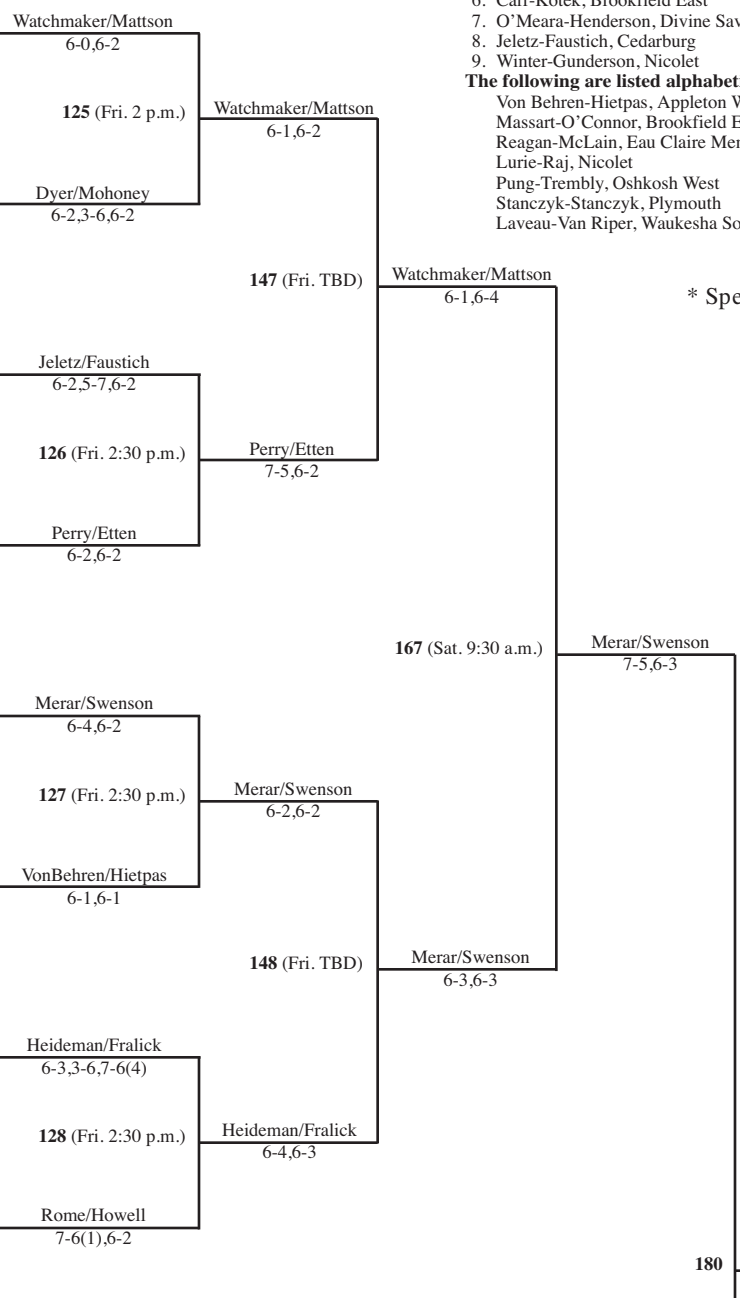 6. Carr-Kotek, Brookfield East
7. O’Meara-Henderson, Divine Sav
8. Jeletz-Faustich, Cedarburg
9. Winter-Gunderson, Nicolet
The following are listed alphabet
Von Behren-Hietpas, Appleton W
Massart-O’Connor, Brookfield E
Reagan-McLain, Eau Claire Mem
Lurie-Raj, Nicolet
Pung-Trembly, Oshkosh West
Stanczyk-Stanczyk, Plymouth
Laveau-Van Riper, Waukesha So
* Spe
Watchmaker/Mattson
6-0,6-2
125 (Fri. 2 p.m.)
Watchmaker/Mattson
6-1,6-2
Dyer/Mohoney
6-2,3-6,6-2
147 (Fri. TBD)
Watchmaker/Mattson
6-1,6-4
Jeletz/Faustich
6-2,5-7,6-2
126 (Fri. 2:30 p.m.)
Perry/Etten
7-5,6-2
Perry/Etten
6-2,6-2
167 (Sat. 9:30 a.m.)
Merar/Swenson
7-5,6-3
Merar/Swenson
6-4,6-2
127 (Fri. 2:30 p.m.)
Merar/Swenson
6-2,6-2
VonBehren/Hietpas
6-1,6-1
148 (Fri. TBD)
Merar/Swenson
6-3,6-3
Heideman/Fralick
6-3,3-6,7-6(4)
128 (Fri. 2:30 p.m.)
Heideman/Fralick
6-4,6-3
Rome/Howell
7-6(1),6-2
180